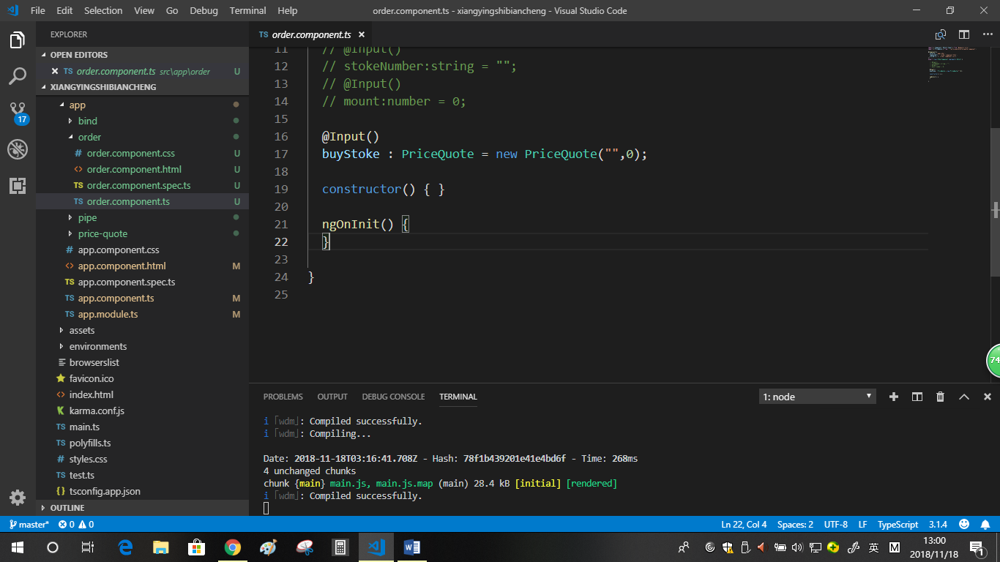 File Edit Selection View Go Debug Terminal Help order.component.ts - xiangyingshibiancheng - Visual Studio Code
EXPLORER
TS order.component.ts
OPEN EDITORS
TS order.component.ts src\app\order U
XIANGYINGSHIBIANCHENG
app
bind
order
# order.component.css U
<> order.component.html U
TS order.component.spec.ts U
TS order.component.ts U
pipe
price-quote
# app.component.css
<> app.component.html M
TS app.component.spec.ts
TS app.component.ts M
TS app.module.ts M
assets
environments
browserslist
favicon.ico
<> index.html
karma.conf.js
TS main.ts
TS polyfills.ts
# styles.css
TS test.ts
{} tsconfig.app.json
OUTLINE
17
11 // @Input()
12 // stokeNumber:string = "";
13 // @Input()
14 // mount:number = 0;
15
16 @Input()
17 buyStoke : PriceQuote = new PriceQuote("",0);
18
19 constructor() { }
20
21 ngOnInit() {
22 }
23
24 }
25
74
PROBLEMS OUTPUT DEBUG CONSOLE TERMINAL 1: node
i ｢wdm｣: Compiled successfully.
i ｢wdm｣: Compiling...
Date: 2018-11-18T03:16:41.708Z - Hash: 78f1b439201e41e4bd6f - Time: 268ms
4 unchanged chunks
chunk {main} main.js, main.js.map (main) 28.4 kB [initial] [rendered]
i ｢wdm｣: Compiled successfully.
master* 0 0 Ln 22, Col 4 Spaces: 2 UTF-8 LF TypeScript 3.1.4
英 M 13:00
2018/11/18
1